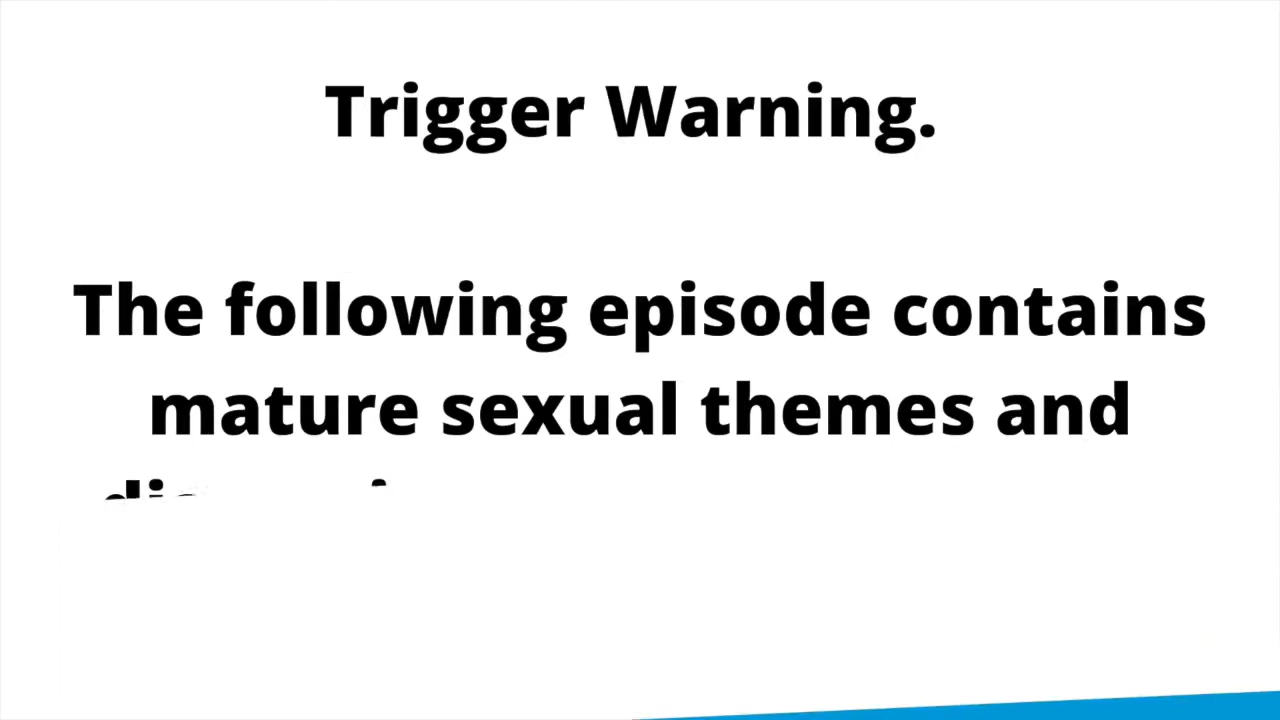 Trigger Warning.
The following episode contains
mature sexual themes and